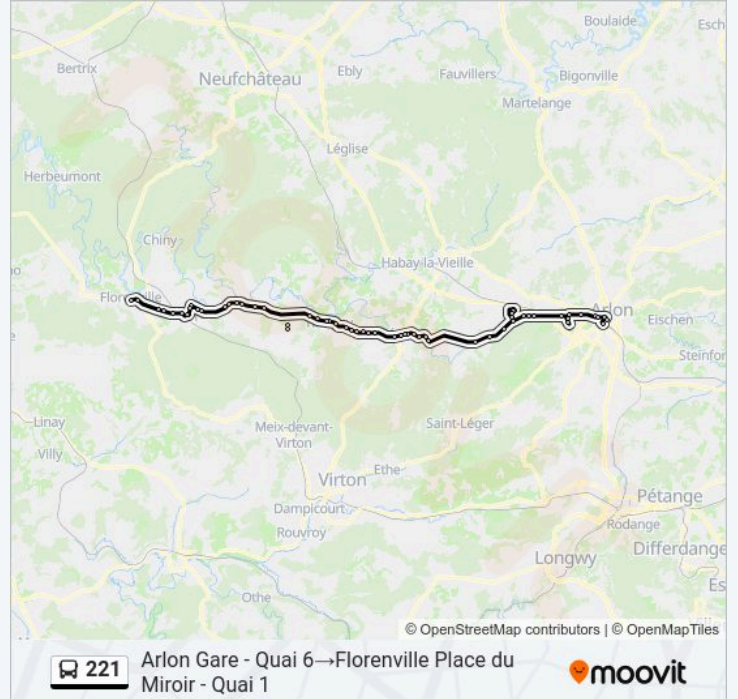 Boulaide
Esch
Bertrix
Neufchâteau
Ebly
Fauvillers
Bigonville
Martelange
Léglise
Herbeumont
Chiny
Habay-la-Vieille
Arlon
Eischen
Steinfor
Linay
Villy
Meix-devant-
Virton
Saint-Léger
Ethe
Virton
Dampicourt
Rouvroy
Pétange
Rodange
Differdange
Longwy
Es
Othe
© OpenStreetMap contributors | © OpenMapTiles
221
Arlon Gare - Quai 6→Florenville Place du
Miroir - Quai 1
moovit